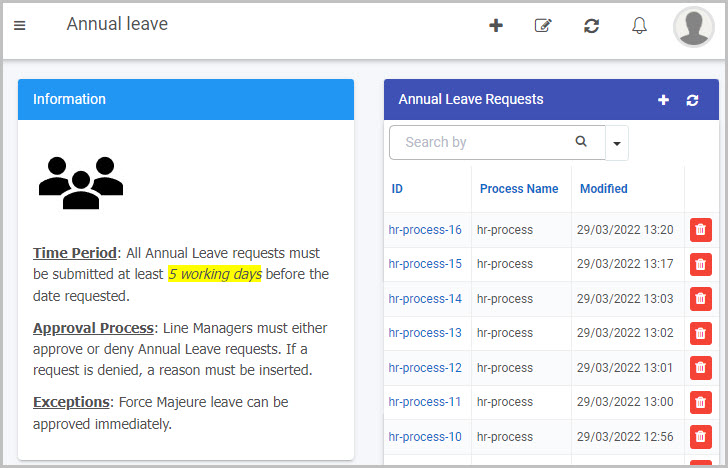 Annual leave
Information
Time Period: All Annual Leave requests must
be submitted at least 5 working days before the
date requested.
Approval Process: Line Managers must either
approve or deny Annual Leave requests. If a
request is denied, a reason must be inserted.
Exceptions: Force Majeure leave can be
approved immediately.
Annual Leave Requests
Search by
ID Process Name Modified
hr-process-16 hr-process 29/03/2022 13:20
hr-process-15 hr-process 29/03/2022 13:17
hr-process-14 hr-process 29/03/2022 13:03
hr-process-13 hr-process 29/03/2022 13:02
hr-process-12 hr-process 29/03/2022 13:01
hr-process-11 hr-process 29/03/2022 13:00
hr-process-10 hr-process 29/03/2022 12:56